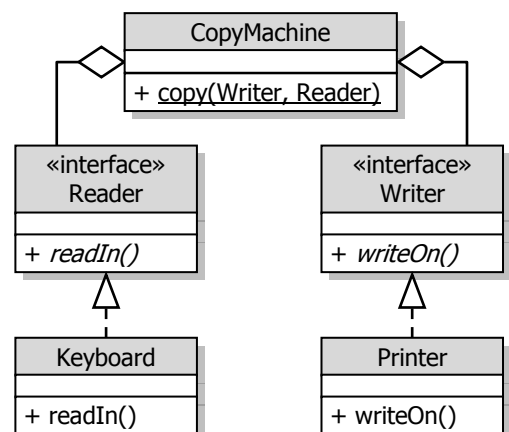 CopyMachine
+ copy(Writer, Reader)
«interface»
Reader
+ readIn()
«interface»
Writer
+ writeOn()
Keyboard
+ readIn()
Printer
+ writeOn()